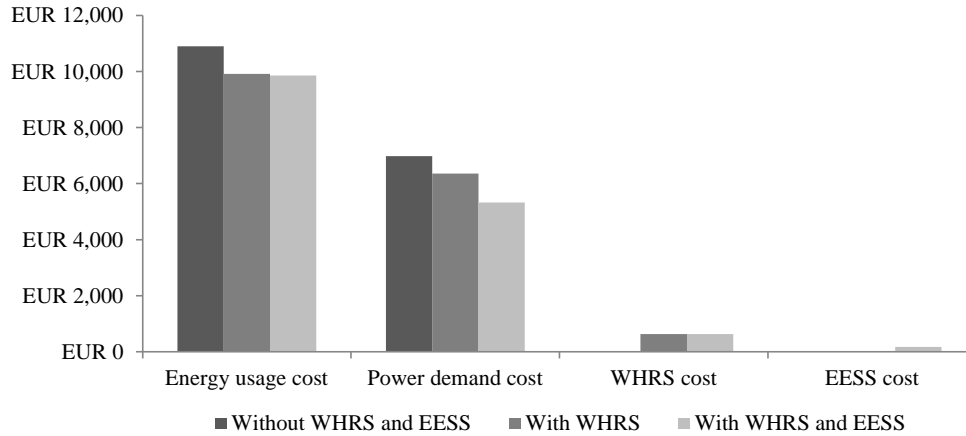 EUR 12,000
EUR 10,000
EUR 8,000
EUR 6,000
EUR 4,000
EUR 2,000
EUR 0
Energy usage cost Power demand cost WHRS cost EESS cost
Without WHRS and EESS With WHRS With WHRS and EESS